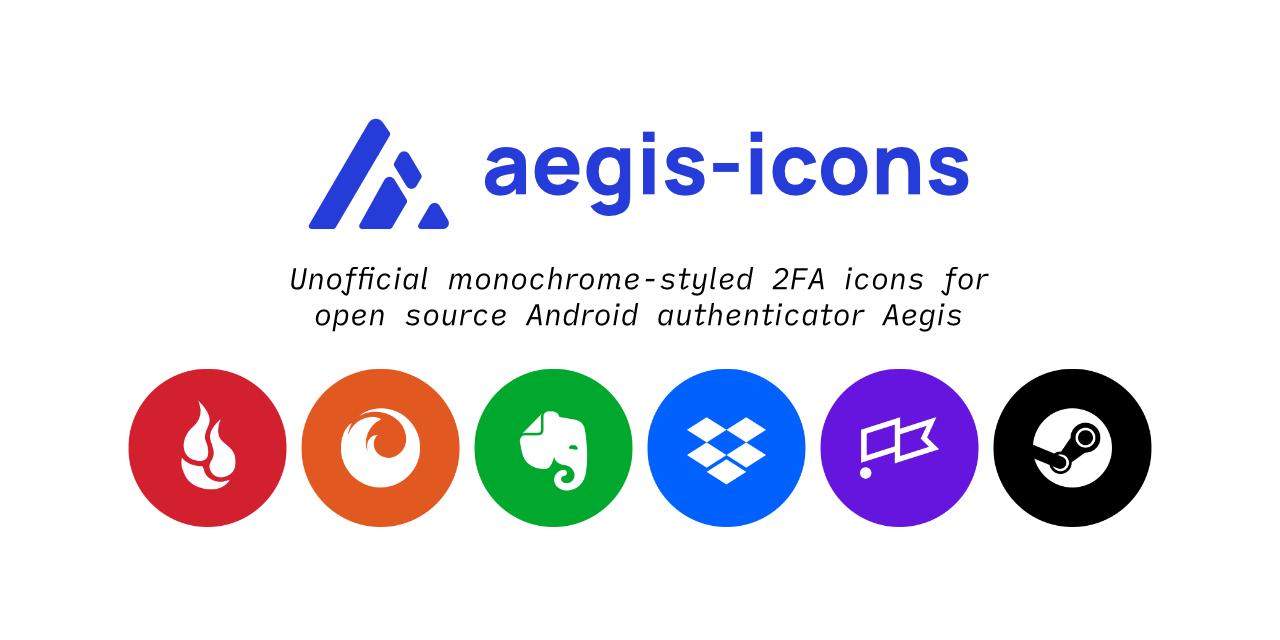 aegis-icons
Unofficial monochrome-styled 2FA icons for
open source Android authenticator Aegis